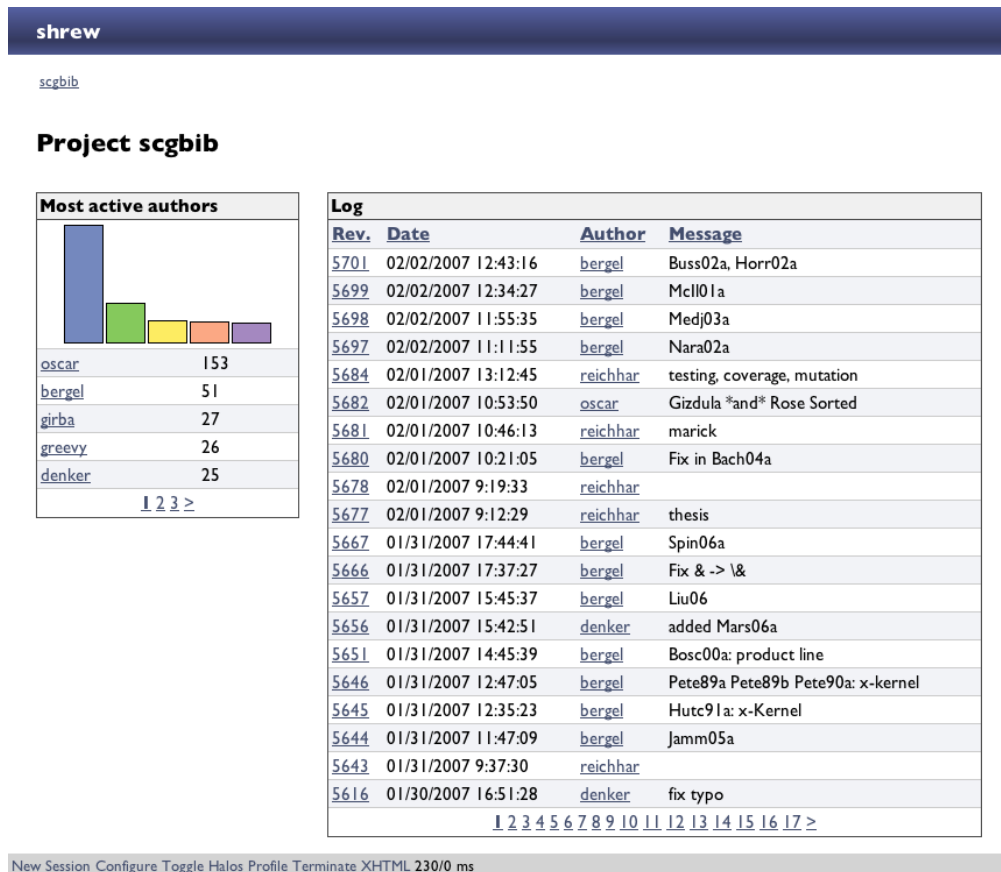 shrew
scgbib
Project scgbib
Most active authors
oscar 153
bergel 51
girba 27
greevy 26
denker 25
1 2 3 >
Log
Rev. Date Author Message
5701 02/02/2007 12:43:16 bergel Buss02a, Horr02a
5699 02/02/2007 12:34:27 bergel McIl01a
5698 02/02/2007 11:55:35 bergel Medj03a
5697 02/02/2007 11:11:55 bergel Nara02a
5684 02/01/2007 13:12:45 reichhar testing, coverage, mutation
5682 02/01/2007 10:53:50 oscar Gizdula *and* Rose Sorted
5681 02/01/2007 10:46:13 reichhar marick
5680 02/01/2007 10:21:05 bergel Fix in Bach04a
5678 02/01/2007 9:19:33 reichhar
5677 02/01/2007 9:12:29 reichhar thesis
5667 01/31/2007 17:44:41 bergel Spin06a
5666 01/31/2007 17:37:27 bergel Fix & -> \&
5657 01/31/2007 15:45:37 bergel Liu06
5656 01/31/2007 15:42:51 denker added Mars06a
5651 01/31/2007 14:45:39 bergel Bosc00a: product line
5646 01/31/2007 12:47:05 bergel Pete89a Pete89b Pete90a: x-kernel
5645 01/31/2007 12:35:23 bergel Hutc91a: x-Kernel
5644 01/31/2007 11:47:09 bergel Jamm05a
5643 01/31/2007 9:37:30 reichhar
5616 01/30/2007 16:51:28 denker fix typo
1 2 3 4 5 6 7 8 9 10 11 12 13 14 15 16 17 >
New Session Configure Toggle Halos Profile Terminate XHTML 230/0 ms